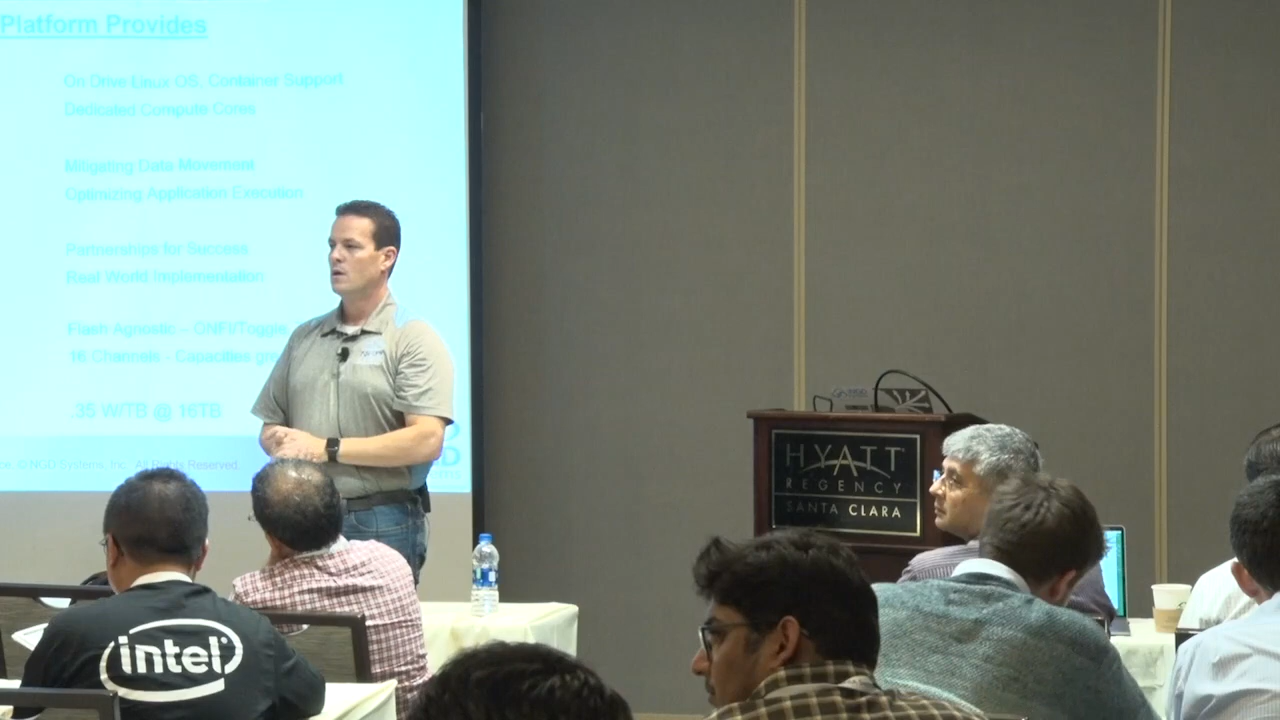 Platform Provides
On Drive Linux OS, Container Support
Dedicated Compute Cores
Mitigating Data Movement
Optimizing Application Execution
Partnerships for Success
Real World Implementation
Flash Agnostic – ONFI/Toggle
16 Channels - Capacities
.35 W/TB @ 16TB
© NGD Systems, Inc. All Rights Reserved.
HYATT
REGENCY
SANTA CLARA
intel